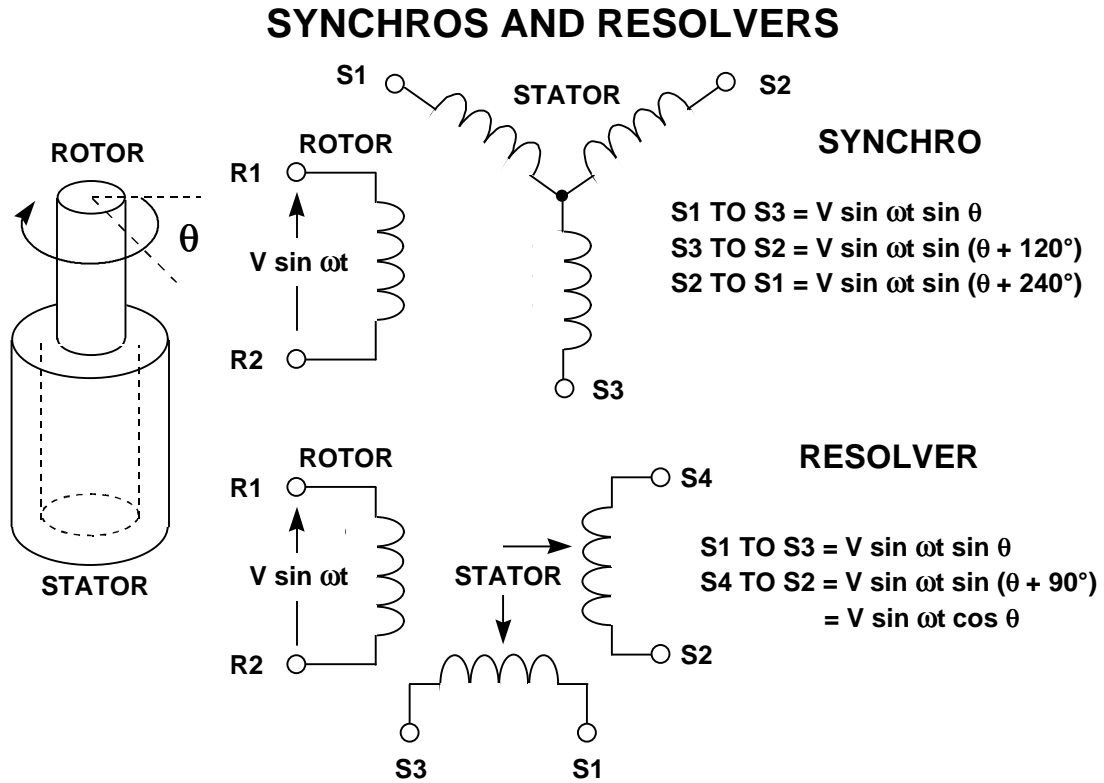 SYNCHROS AND RESOLVERS
S1
STATOR
S2
ROTOR
ROTOR
SYNCHRO
R1
θ
V sin ωt
S1 TO S3 = V sin ωt sin θ
S3 TO S2 = V sin ωt sin (θ + 120°)
S2 TO S1 = V sin ωt sin (θ + 240°)
R2
S3
ROTOR
RESOLVER
R1
S4
V sin ωt
STATOR
S1 TO S3 = V sin ωt sin θ
S4 TO S2 = V sin ωt sin (θ + 90°)
= V sin ωt cos θ
STATOR
R2
S2
S3
S1